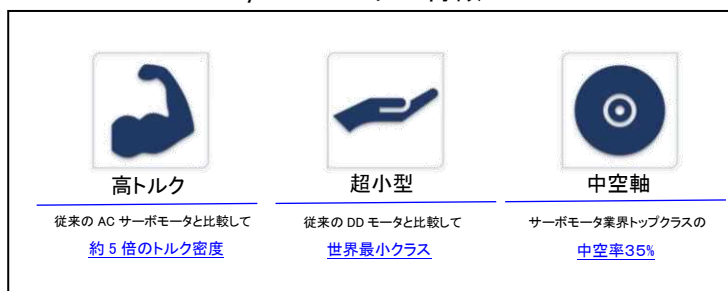 高トルク
超小型
中空軸
従来の AC サーボモータと比較して
従来の DD モータと比較して
サーボモータ業界トップクラスの
約 5 倍のトルク密度
世界最小クラス
中空率35%